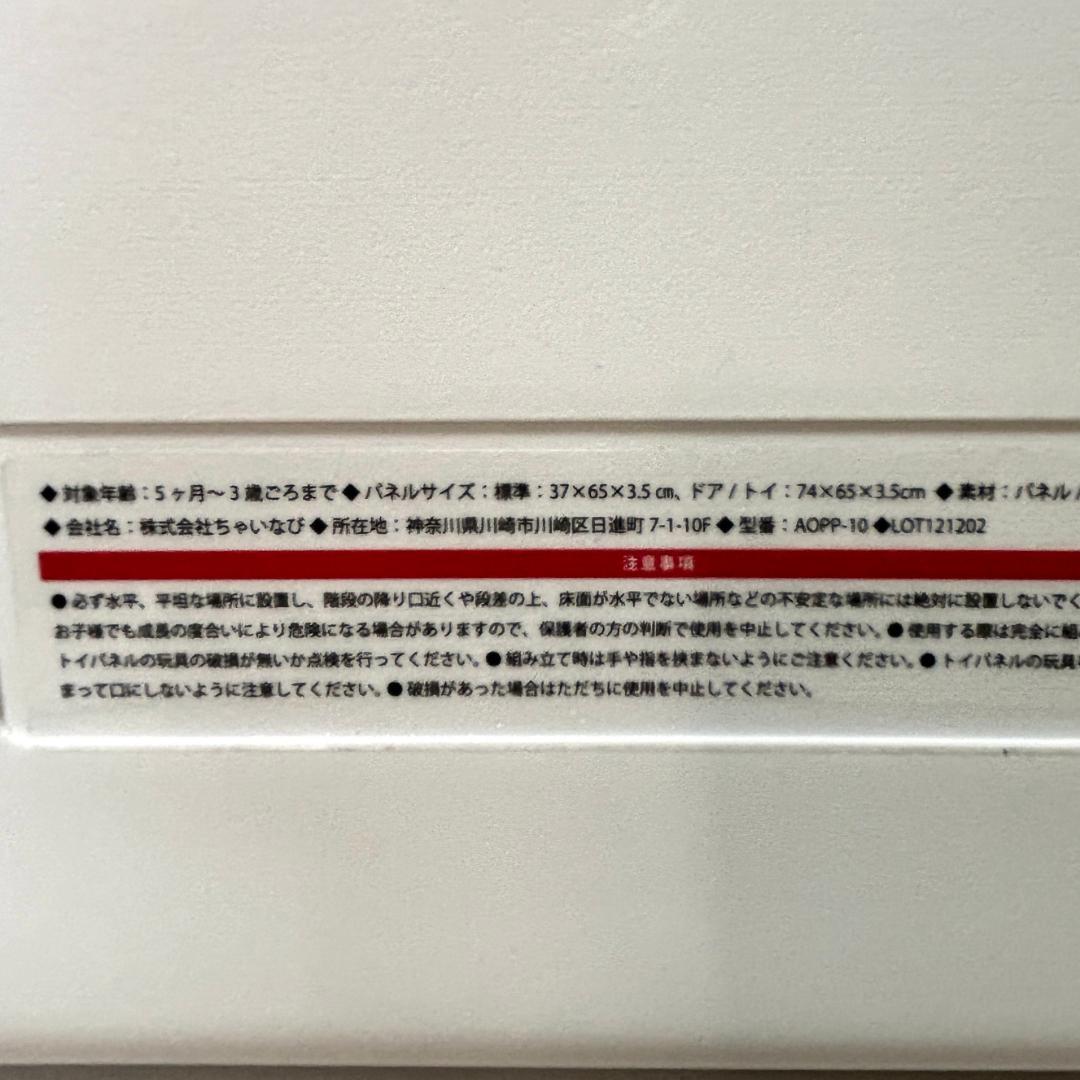 ◆対象年齢：5ヶ月～3歳ごろまで◆パネルサイズ：標準：37×65×3.5㎝、ドア/トイ：74×65×3.5cm ◆素材：パネル/
◆会社名：株式会社ちゃいなび◆所在地：神奈川県川崎市川崎区日進町7-1-10F◆型番：AOPP-10◆LOT121202
注意事項
●必ず水平、平坦な場所に設置し、階段の降り口近くや段差の上、床面が水平でない場所などの不安定な場所には絶対に設置しないでく
お子様でも成長の度合いにより危険になる場合がありますので、保護者の方の判断で使用を中止してください。●使用する際は完全に組
トイパネルの玩具の破損が無いか点検を行ってください。●組み立て時は手や指を挟まないようにご注意ください。●トイパネルの玩具
まって口にしないように注意してください。●破損があった場合はただちに使用を中止してください。